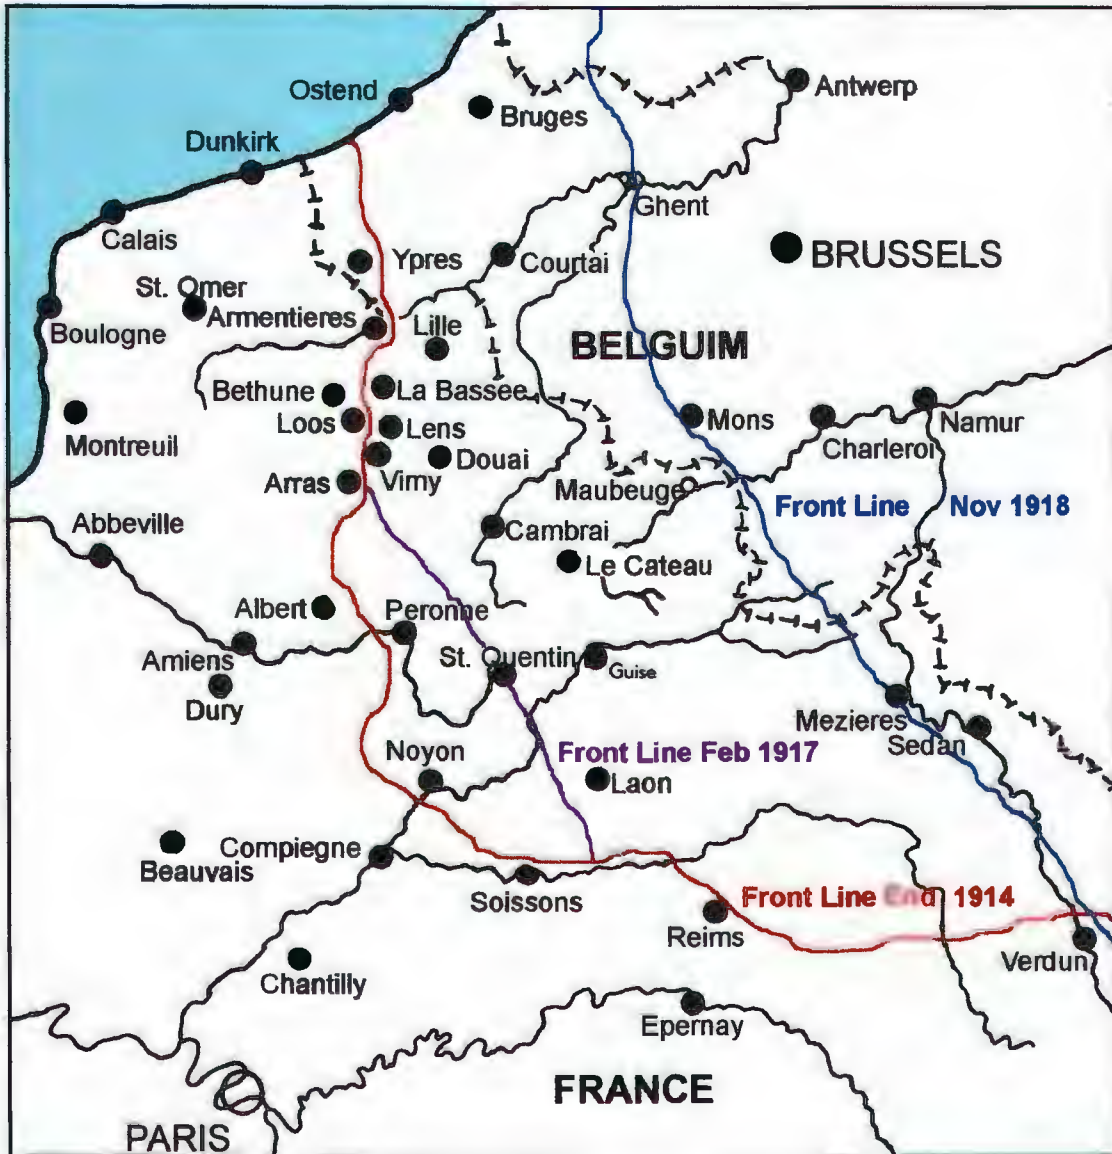 Ostend
Antwerp
Bruges
Dunkirk
Ghent
Calais
Ypres
Courtai
BRUSSELS
St. Omer
Armentieres
Lille
Boulogne
BELGUIM
Bethune
La Bassee
Montreuil
Loos
Lens
Mons
Namur
Charleroi
Arras
Vimy
Douai
Maubeuge
Front Line Nov 1918
Abbeville
Cambrai
Le Cateau
Albert
Peronne
Amiens
St. Quentin
Guise
Dury
Mezieres
Sedan
Noyon
Front Line Feb 1917
Laon
Compiegne
Beauvais
Soissons
Front Line End 1914
Reims
Verdun
Chantilly
Epernay
FRANCE
PARIS